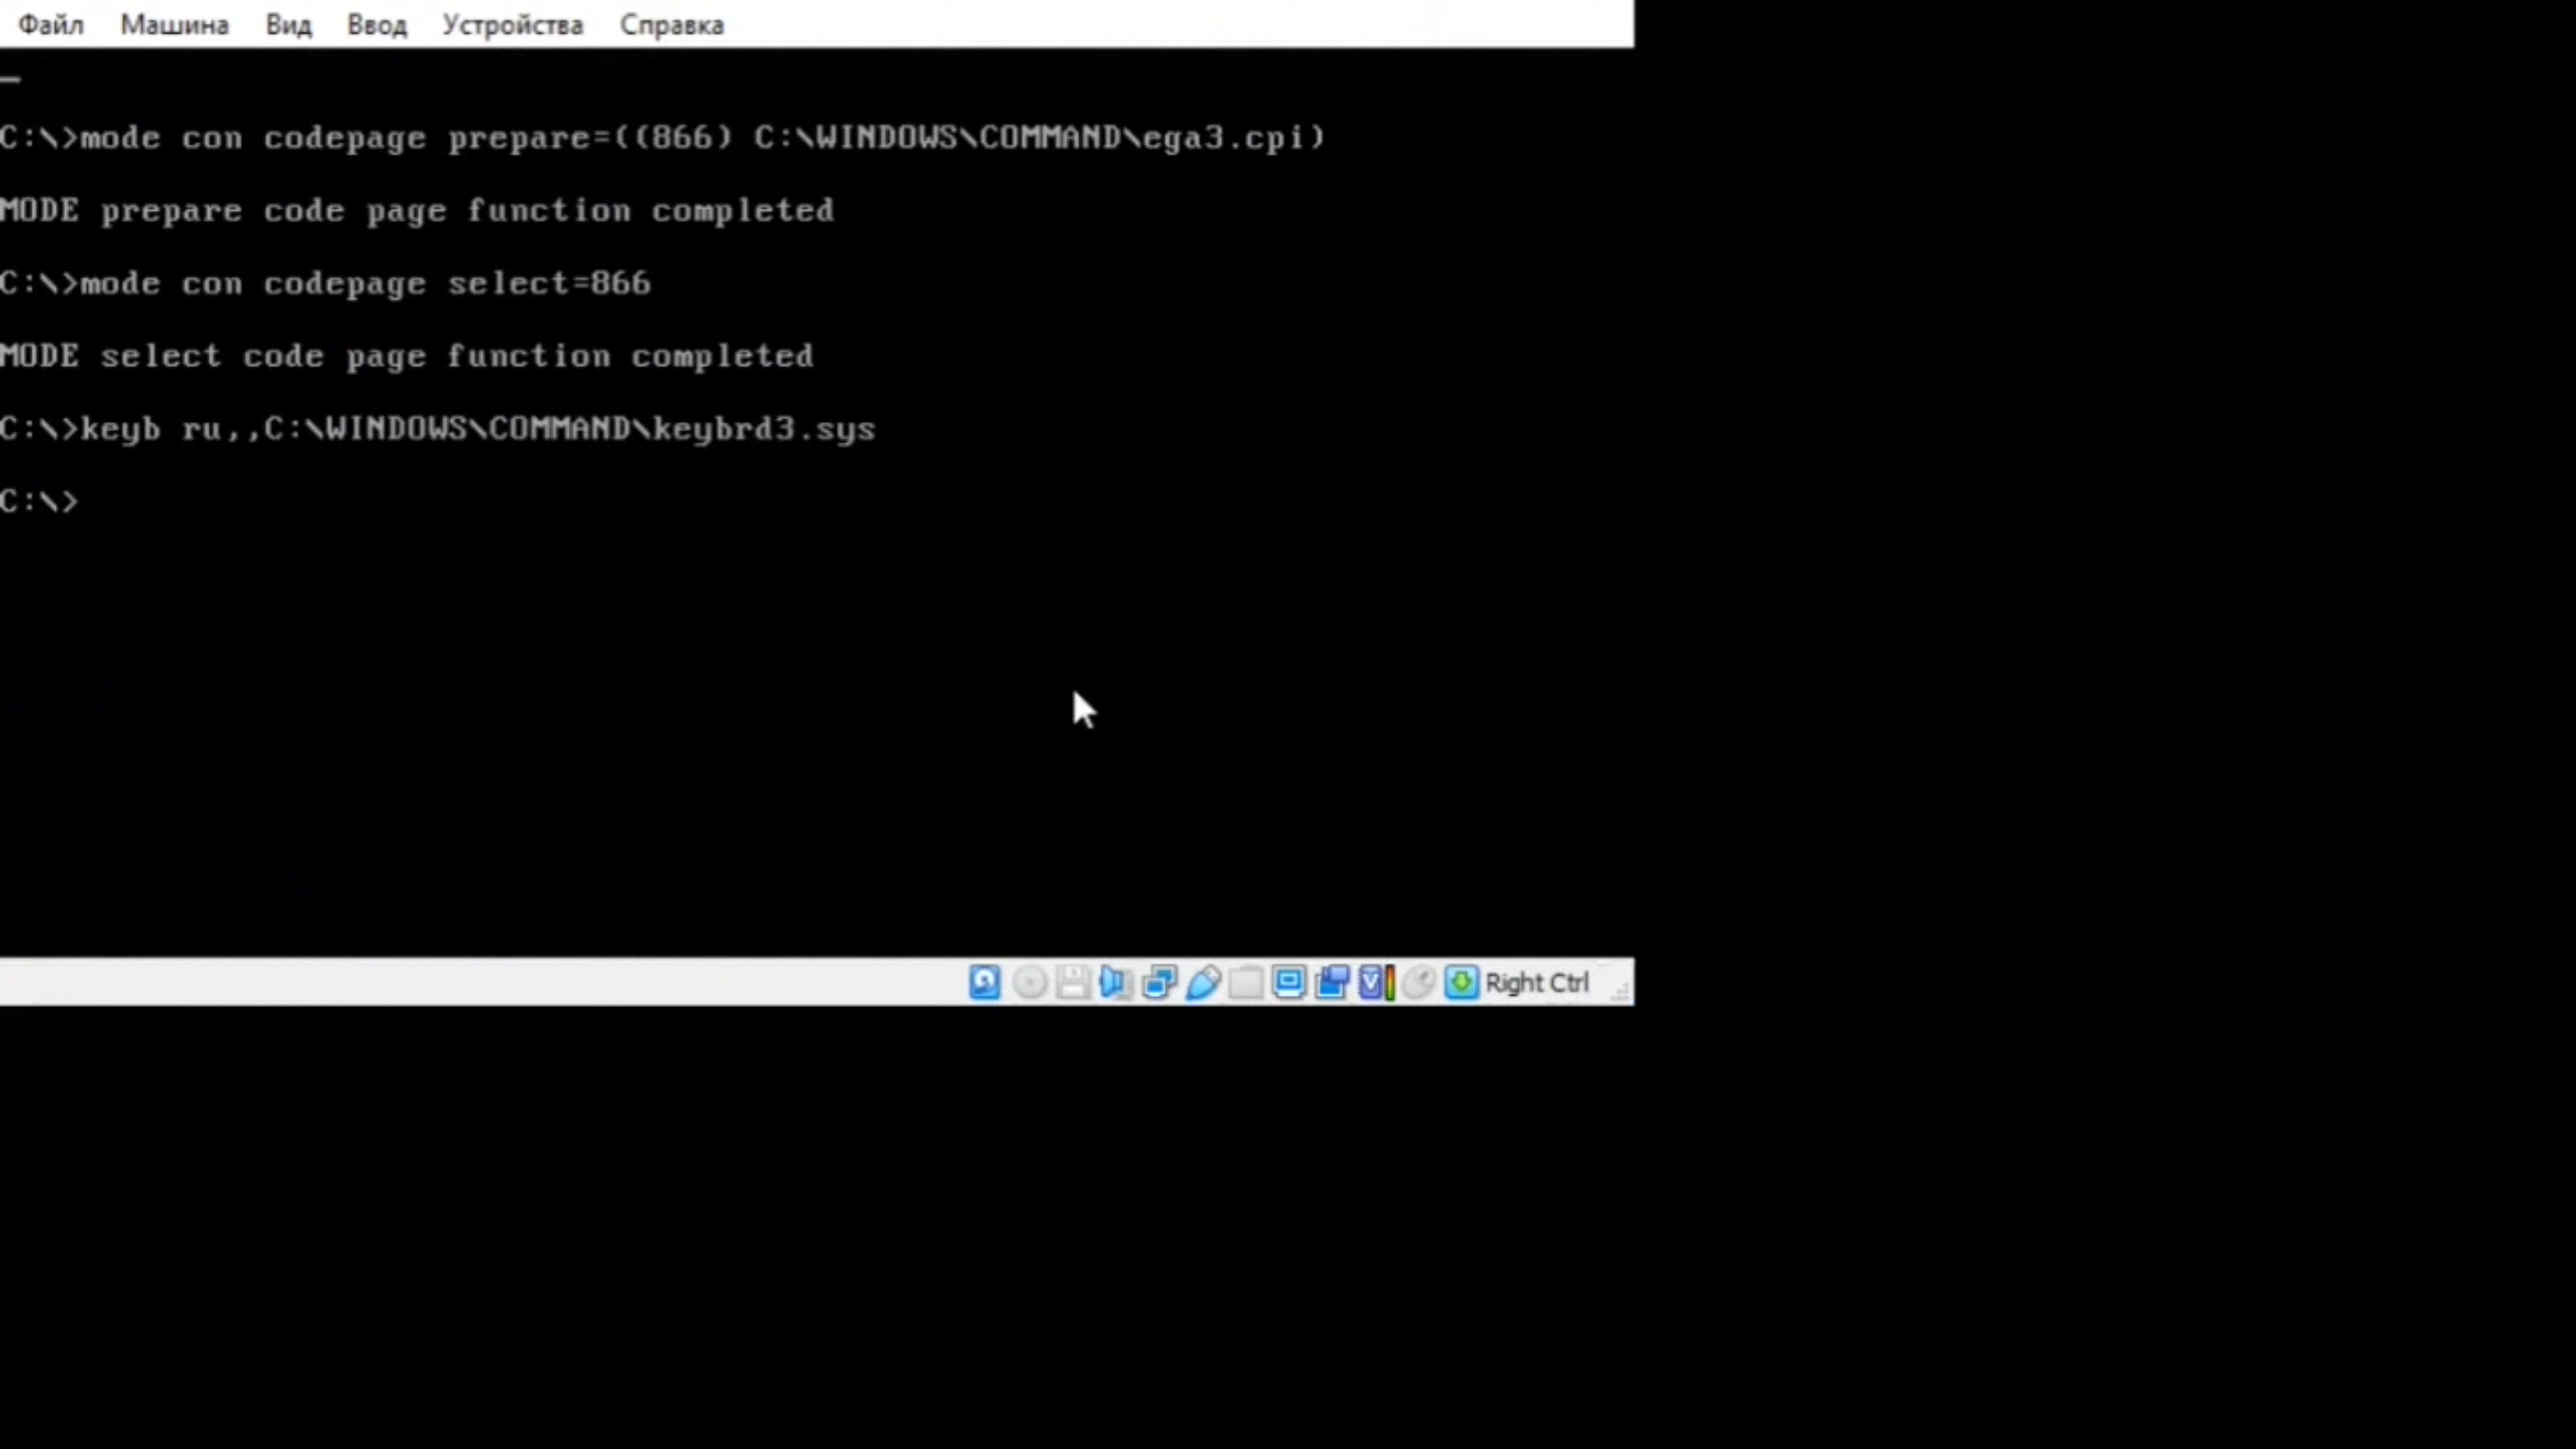 Файл Машина Вид Ввод Устройства Справка
C:\>mode con codepage prepare=((866) C:\WINDOWS\COMMAND\ega3.cpi)
MODE prepare code page function completed
C:\>mode con codepage select=866
MODE select code page function completed
C:\>keyb ru,,C:\WINDOWS\COMMAND\keybrd3.sys
C:\>
Right Ctrl